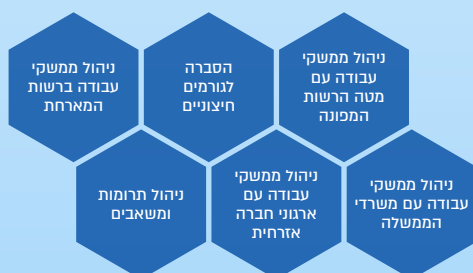 ניהול ממשקי
עבודה עם
מטה הרשות
המפונה
הסברה
לגורמים
חיצוניים
ניהול ממשקי
עבודה ברשות
המארחת
ניהול ממשקי
עבודה עם משרדי
הממשלה
ניהול ממשקי
עבודה עם
ארגוני חברה
אזרחית
ניהול תרומות
ומשאבים